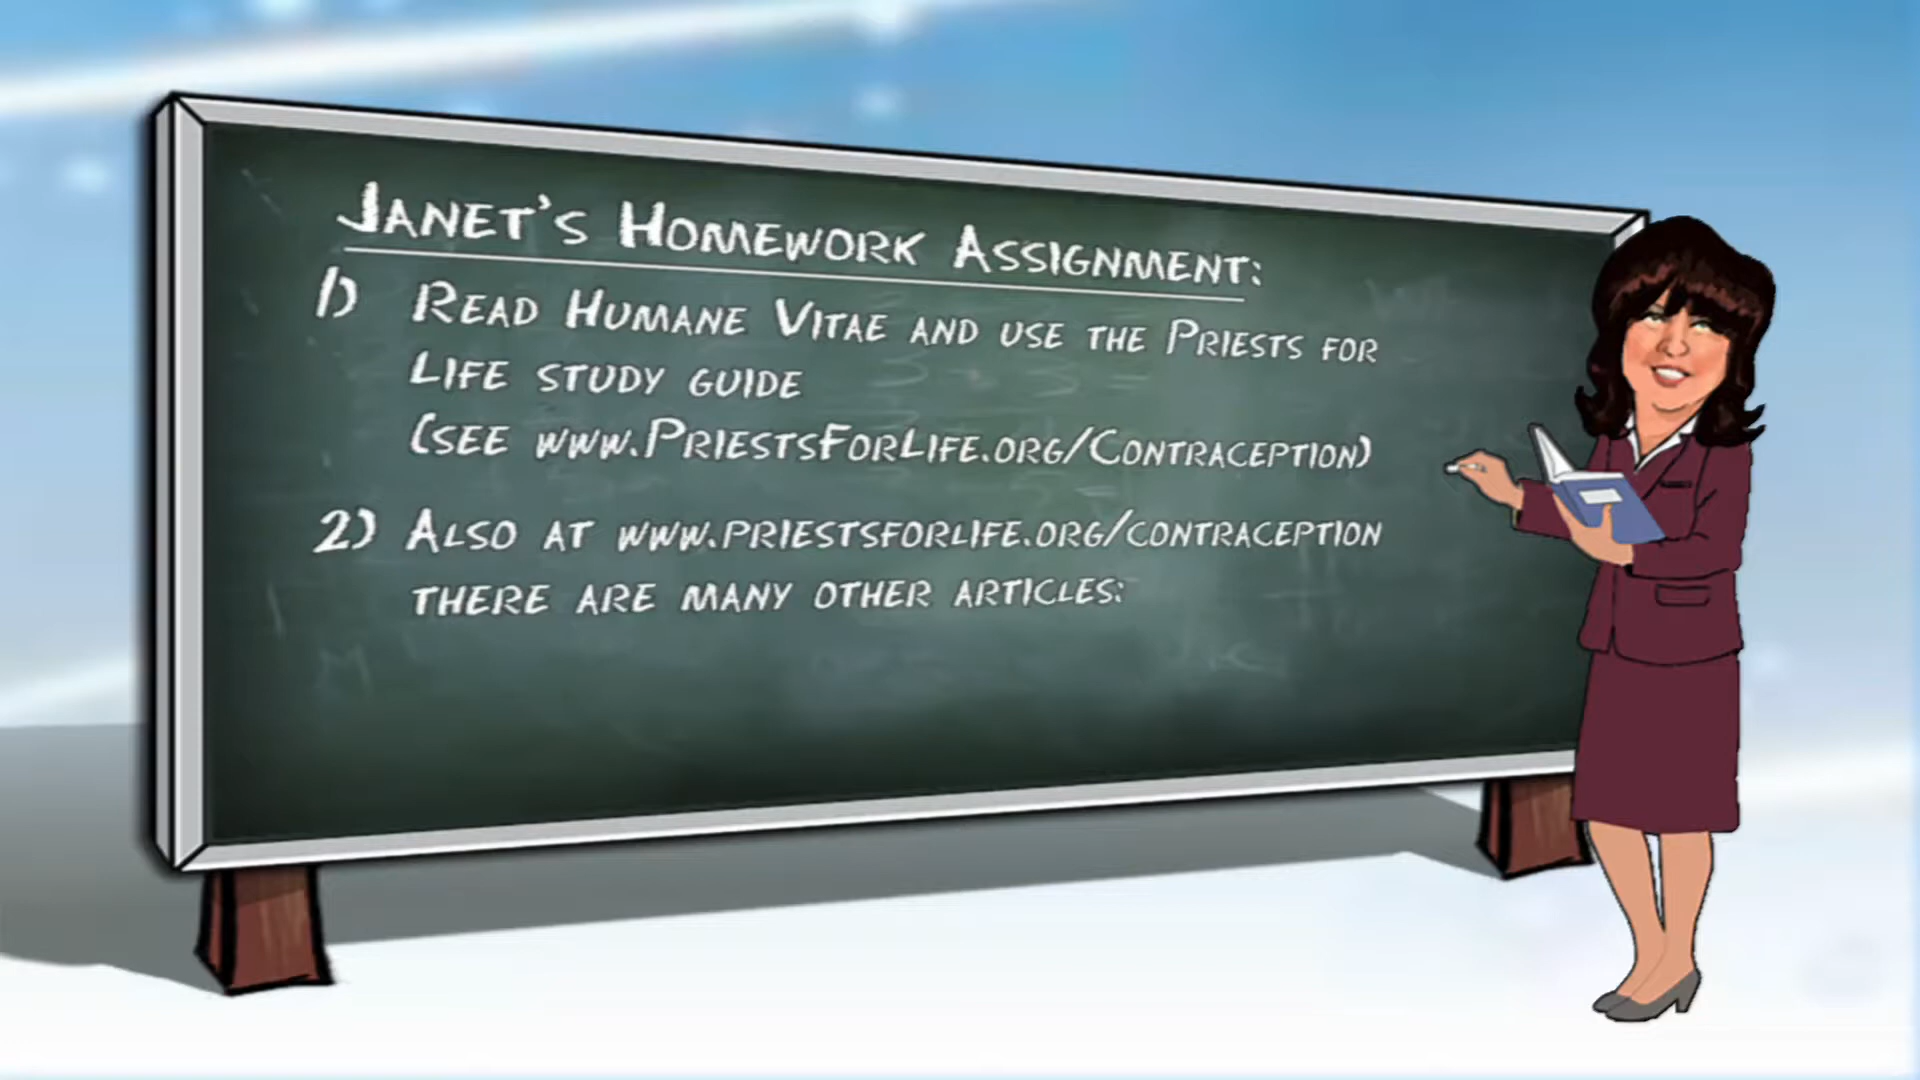 Janet's Homework Assignment:
1) Read Humane Vitae and use the Priests for
Life study guide
(see www.PriestsForLife.org/Contraception)
2) Also at www.priestsforlife.org/contraception
there are many other articles: